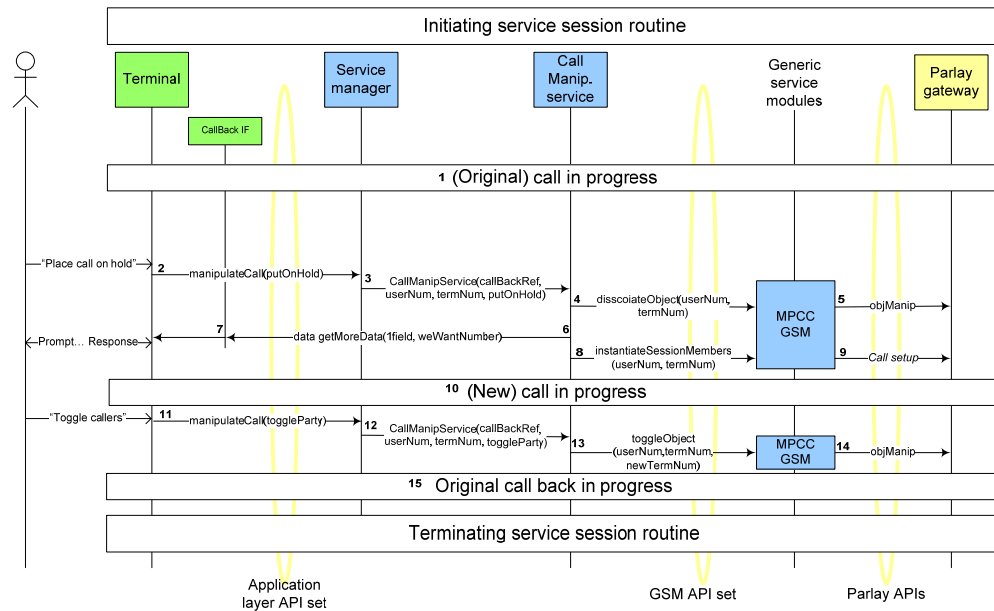 Initiating service session routine
Terminal
Service
manager
Call
Manip.
service
Generic
service
modules
Parlay
gateway
CallBack IF
1 (Original) call in progress
“Place call on hold”
2
manipulateCall(putOnHold)
3
CallManipService(callBackRef,
userNum, termNum, putOnHold)
4
disscoiateObject(userNum,
termNum)
MPCC
GSM
5
objManip
Prompt… Response
7
data getMoreData(1field, weWantNumber)
6
8
instantiateSessionMembers
(userNum, termNum)
9
Call setup
10 (New) call in progress
“Toggle callers”
11
manipulateCall(toggleParty)
12
CallManipService(callBackRef,
userNum, termNum, toggleParty)
13
toggleObject
(userNum,termNum,
newTermNum)
MPCC
GSM
14
objManip
15 Original call back in progress
Terminating service session routine
Application
layer API set
GSM API set
Parlay APIs